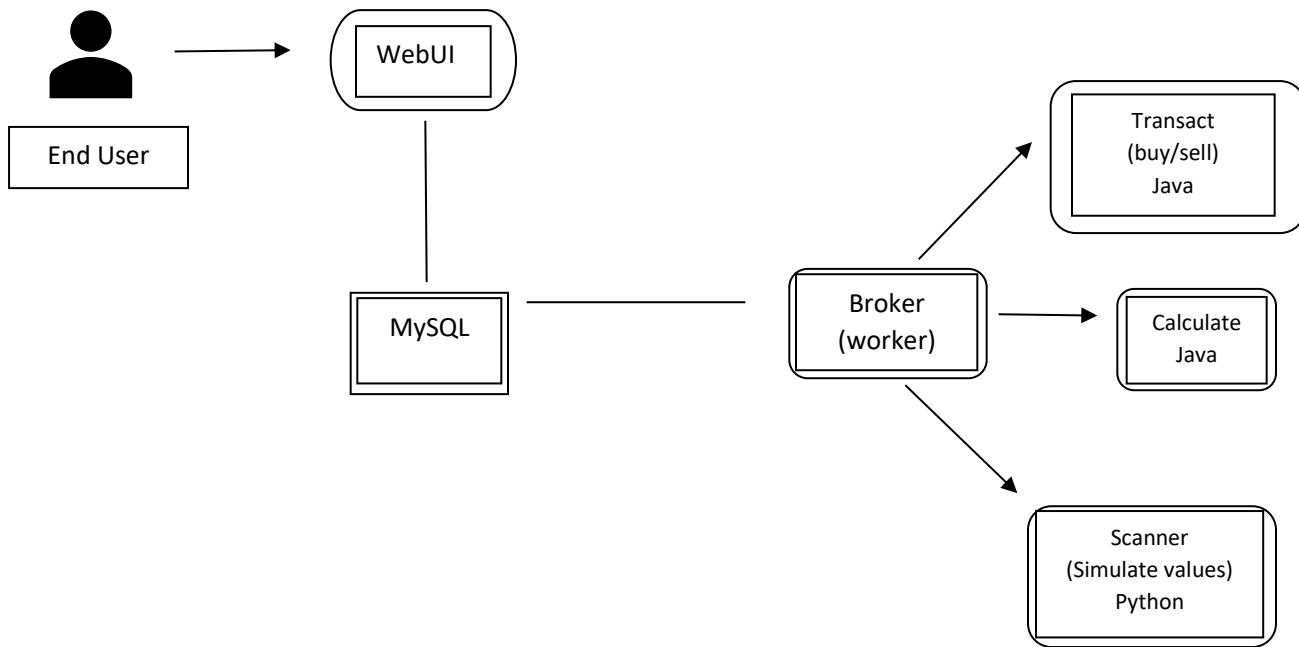 WebUI
End User
MySQL
Broker
(worker)
Transact
(buy/sell)
Java
Calculate
Java
Scanner
(Simulate values)
Python